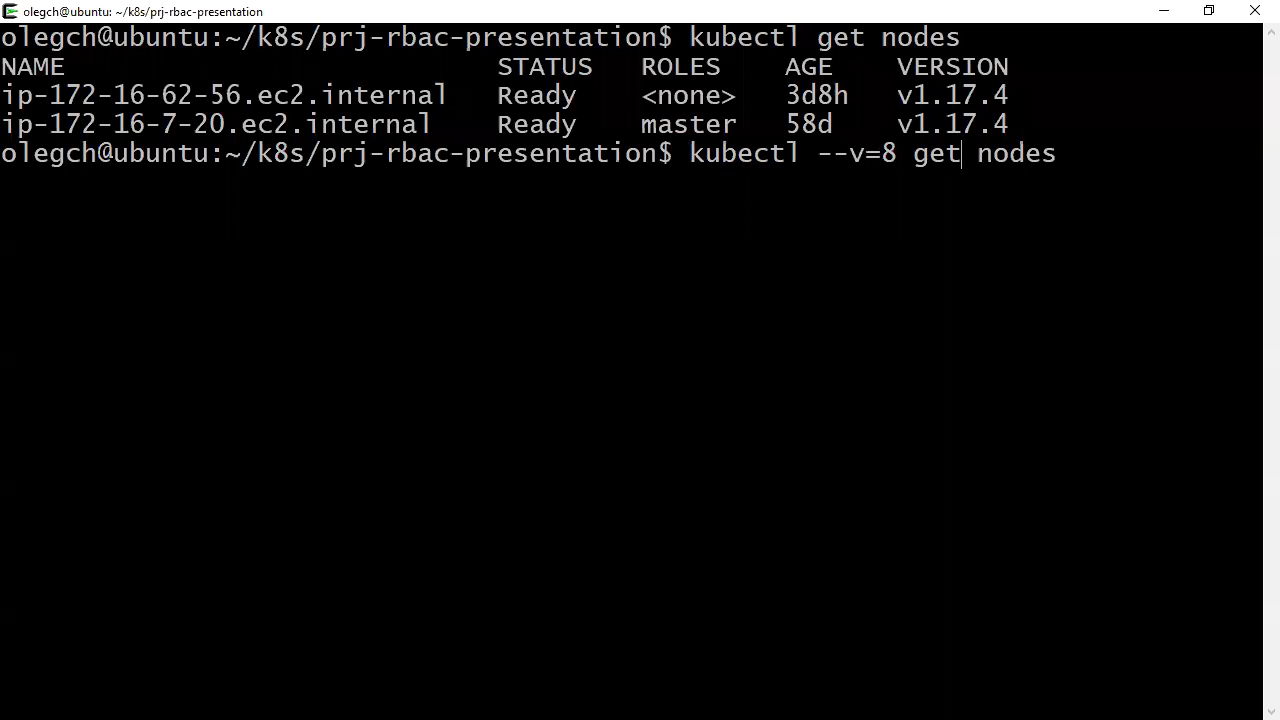 olegch@ubuntu: ~/k8s/prj-rbac-presentation
olegch@ubuntu:~/k8s/prj-rbac-presentation$ kubectl get nodes
NAME STATUS ROLES AGE VERSION
ip-172-16-62-56.ec2.internal Ready <none> 3d8h v1.17.4
ip-172-16-7-20.ec2.internal Ready master 58d v1.17.4
olegch@ubuntu:~/k8s/prj-rbac-presentation$ kubectl --v=8 get nodes